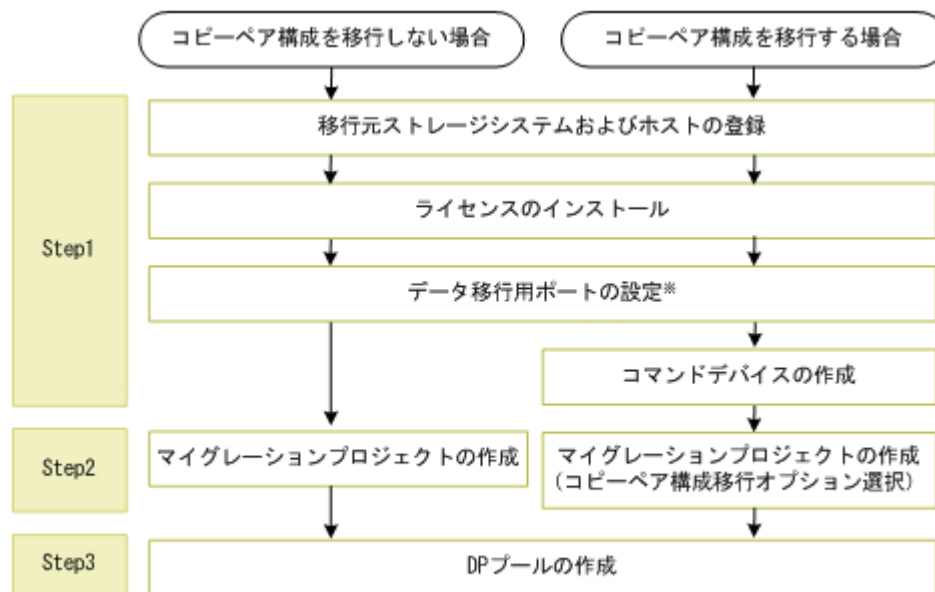 コピーペア構成を移行しない場合
コピーペア構成を移行する場合
Step1
移行元ストレージシステムおよびホストの登録
ライセンスのインストール
データ移行用ポートの設定※
コマンドデバイスの作成
Step2
マイグレーションプロジェクトの作成
マイグレーションプロジェクトの作成
(コピーペア構成移行オプション選択)
Step3
DPプールの作成